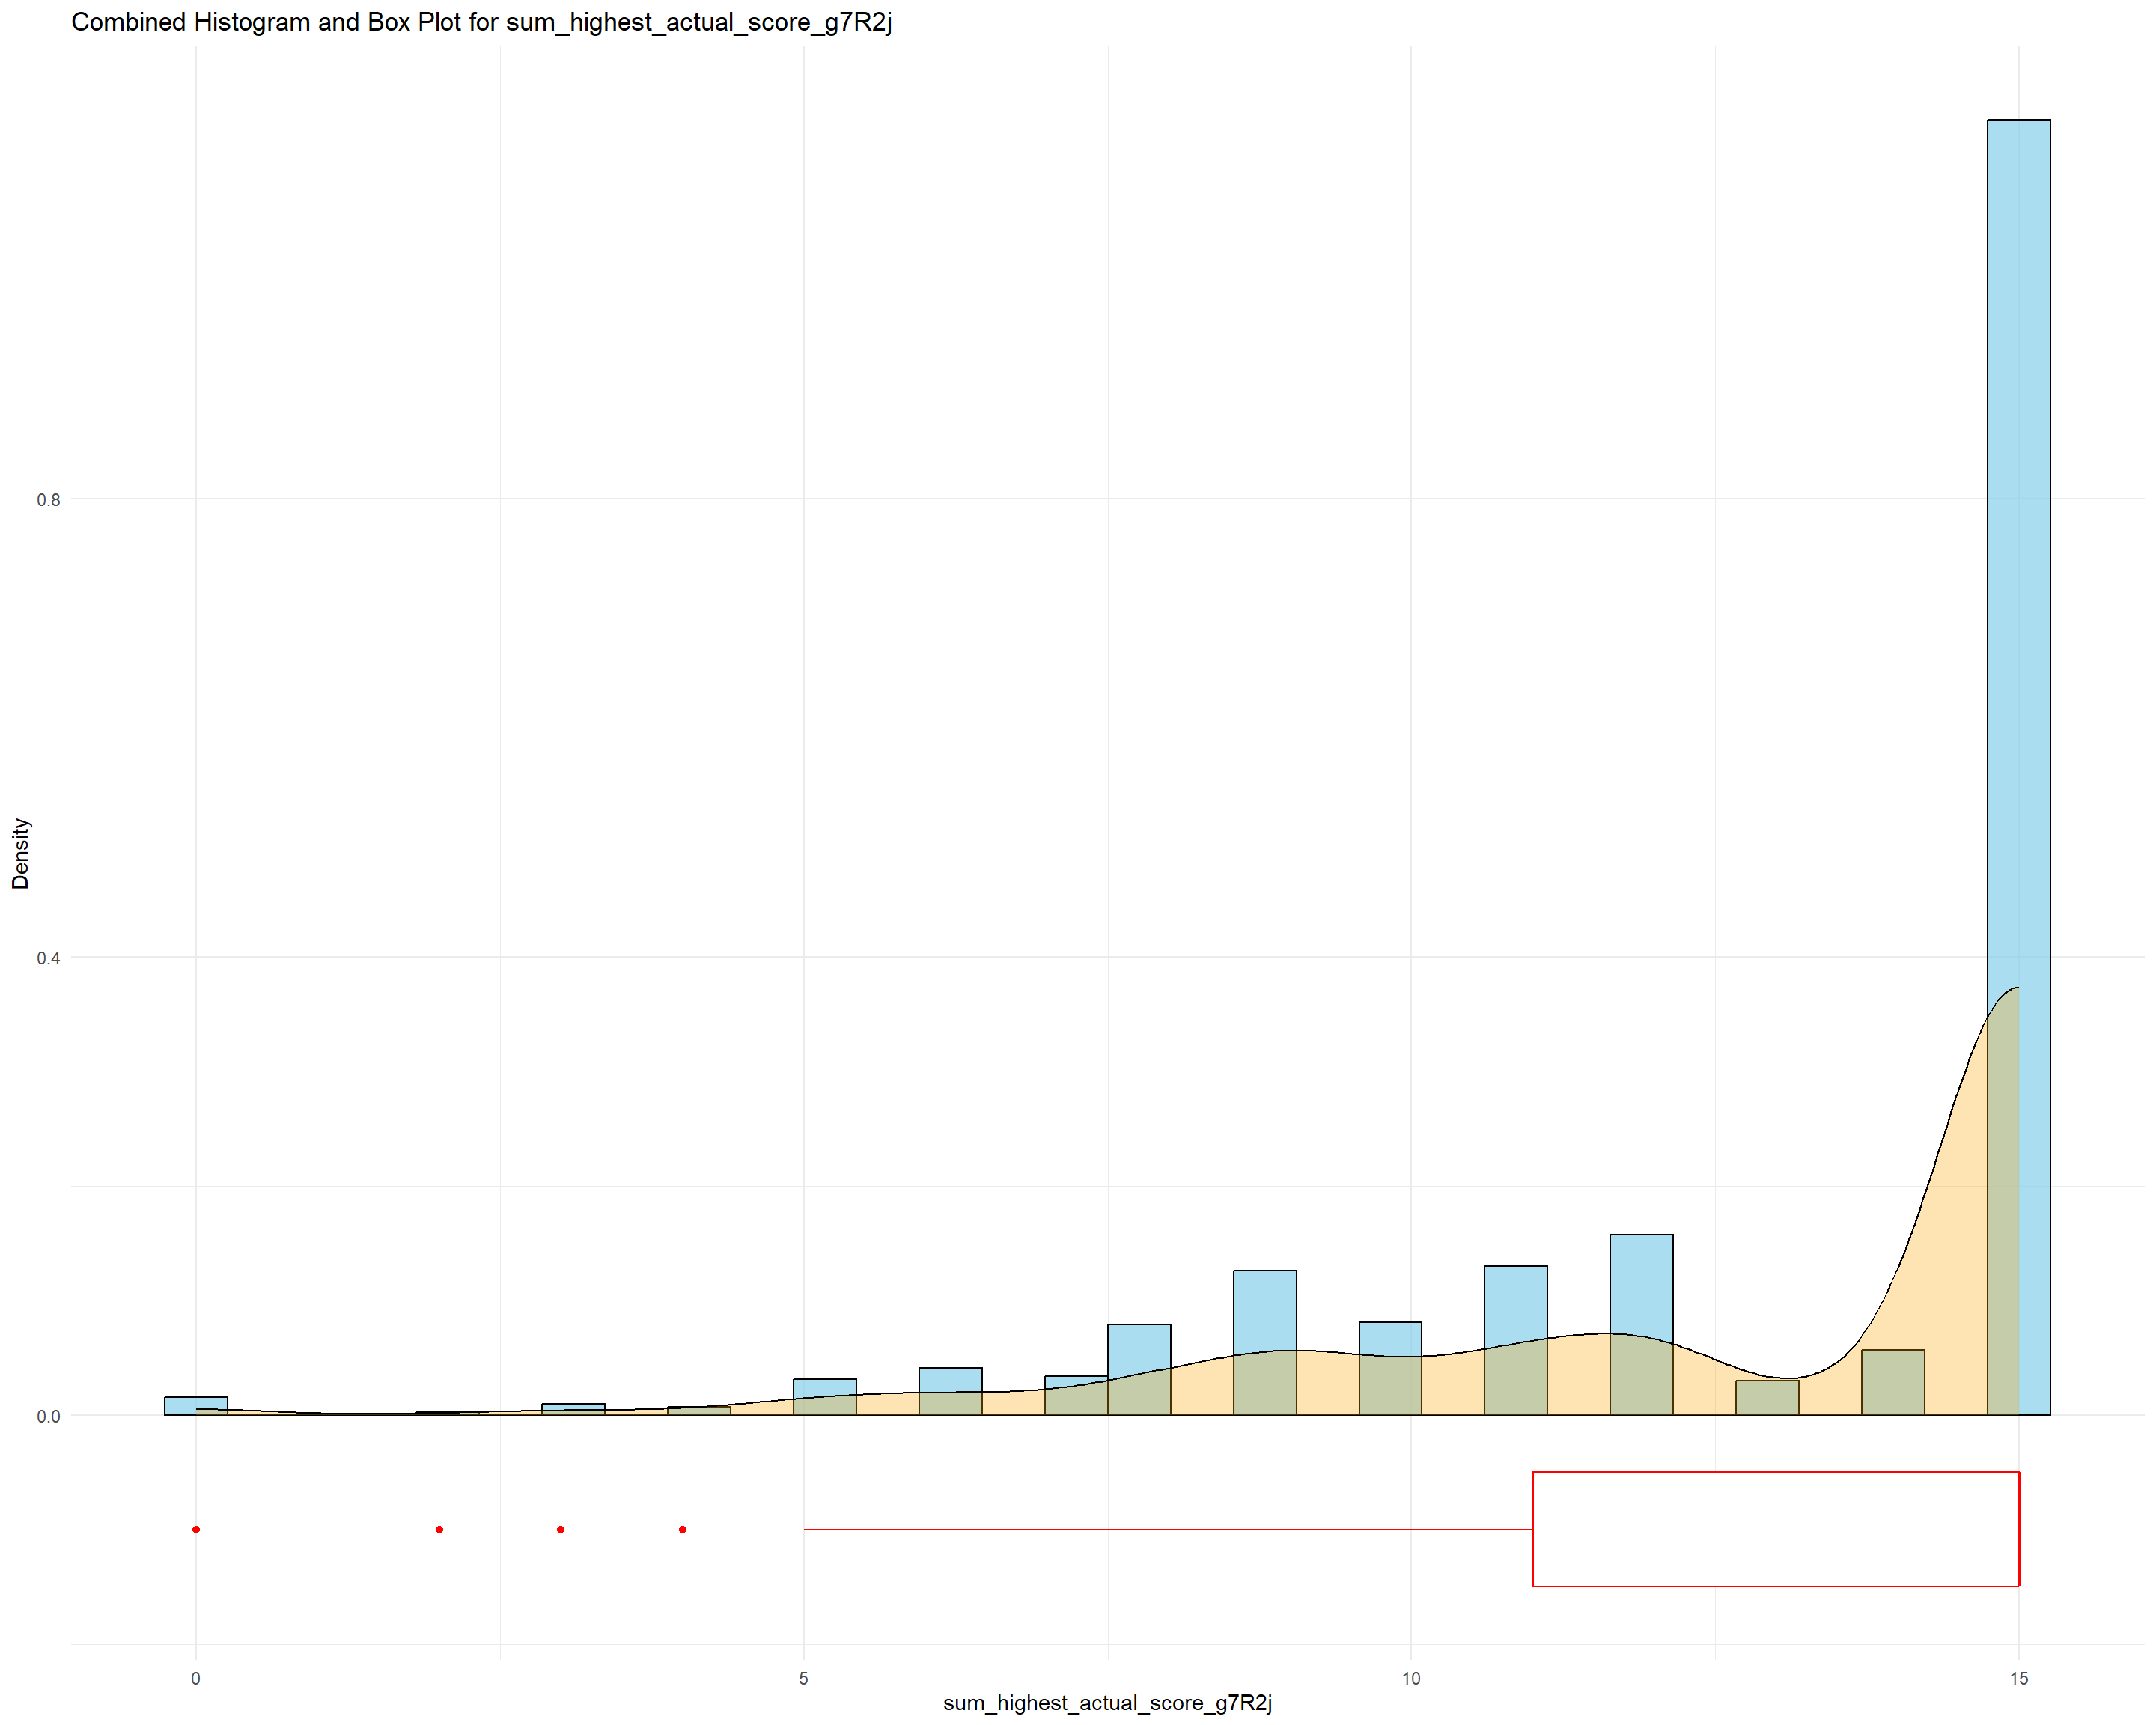 Combined Histogram and Box Plot for sum_highest_actual_score_g7R2j
0.8
0.4
0.0
Density
0 5 10 15
sum_highest_actual_score_g7R2j